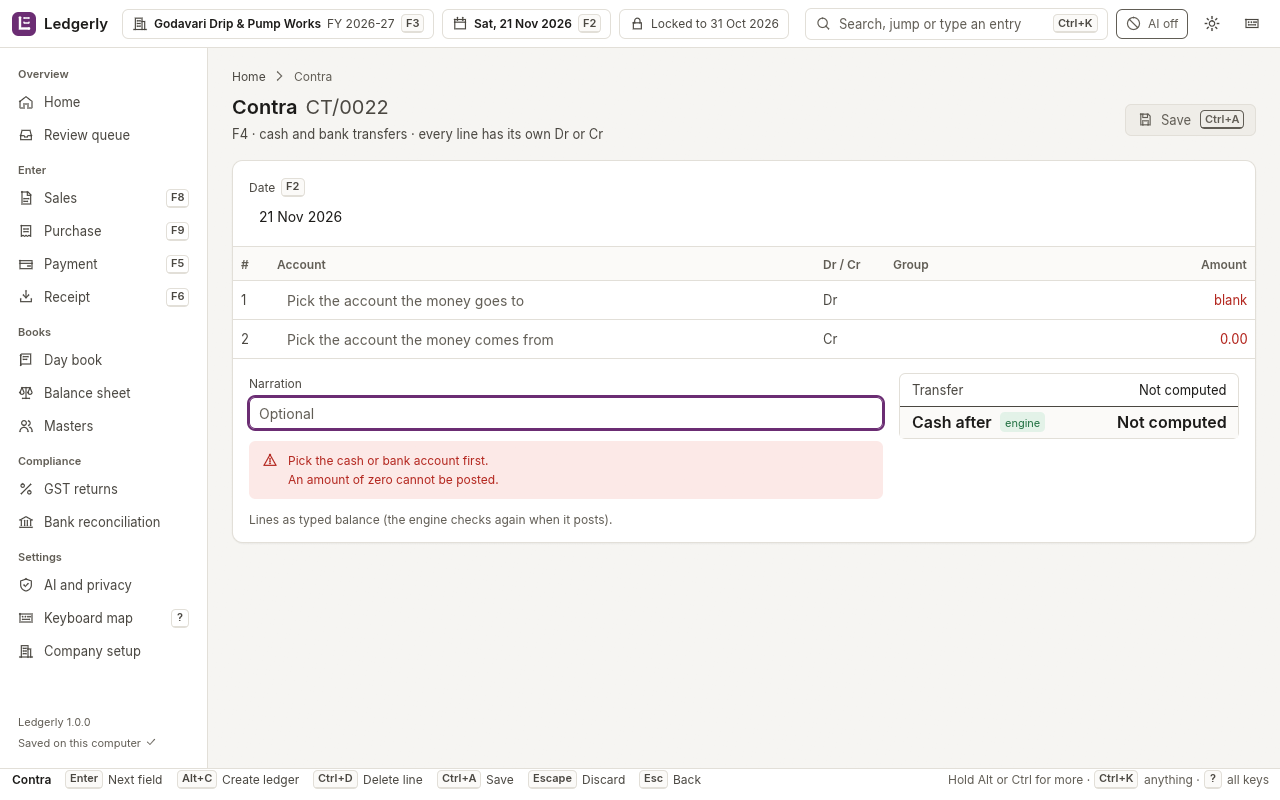 Ledgerly
Godavari Drip & Pump Works FY 2026-27 F3
Sat, 21 Nov 2026 F2
Locked to 31 Oct 2026
Search, jump or type an entry Ctrl+K
AI off
Overview
Home
Review queue
Enter
Sales F8
Purchase F9
Payment F5
Receipt F6
Books
Day book
Balance sheet
Masters
Compliance
GST returns
Bank reconciliation
Settings
AI and privacy
Keyboard map ?
Company setup
Ledgerly 1.0.0
Saved on this computer
Home Contra
Contra CT/0022
F4 · cash and bank transfers · every line has its own Dr or Cr
Save Ctrl+A
Date F2
21 Nov 2026
# Account Dr / Cr Group Amount
1 Pick the account the money goes to Dr blank
2 Pick the account the money comes from Cr 0.00
Narration
Optional
Pick the cash or bank account first.
An amount of zero cannot be posted.
Lines as typed balance (the engine checks again when it posts).
Transfer Not computed
Cash after engine Not computed
Contra Enter Next field Alt+C Create ledger Ctrl+D Delete line Ctrl+A Save Escape Discard Esc Back
Hold Alt or Ctrl for more · Ctrl+K anything · ? all keys